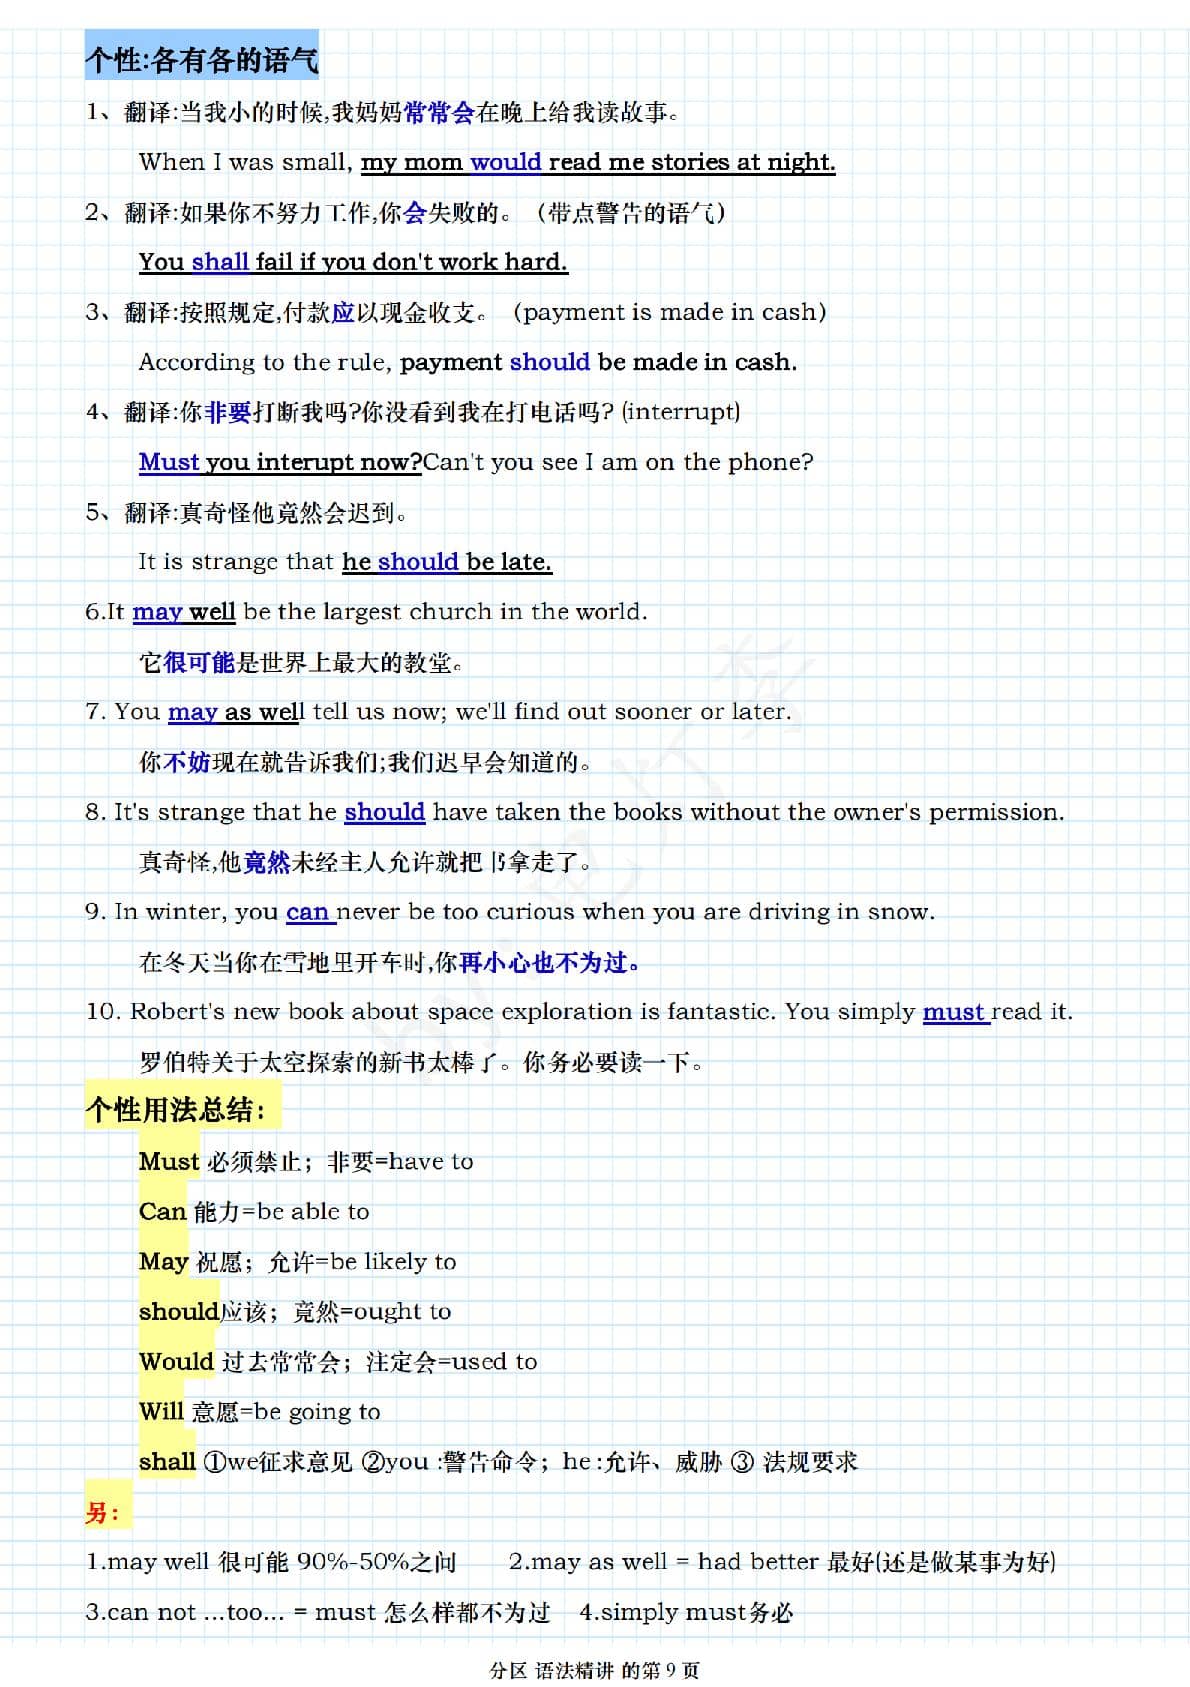 个性:各有各的语气
1、翻译:当我小的时候,我妈妈常常会在晚上给我读故事。
When I was small, my mom would read me stories at night.
2、翻译:如果你不努力工作,你会失败的。（带点警告的语气）
You shall fail if you don't work hard.
3、翻译:按照规定,付款应以现金收支。（payment is made in cash）
According to the rule, payment should be made in cash.
4、翻译:你非要打断我吗?你没看到我在打电话吗? (interrupt)
Must you interupt now?Can't you see I am on the phone?
5、翻译:真奇怪他竟然会迟到。
It is strange that he should be late.
6.It may well be the largest church in the world.
它很可能是世界上最大的教堂。
7. You may as well tell us now; we'll find out sooner or later.
你不妨现在就告诉我们;我们迟早会知道的。
8. It's strange that he should have taken the books without the owner's permission.
真奇怪,他竟然未经主人允许就把书拿走了。
9. In winter, you can never be too curious when you are driving in snow.
在冬天当你在雪地里开车时,你再小心也不为过。
10. Robert's new book about space exploration is fantastic. You simply must read it.
罗伯特关于太空探索的新书太棒了。你务必要读一下。
个性用法总结：
Must 必须禁止；非要=have to
Can 能力=be able to
May 祝愿；允许=be likely to
should应该；竟然=ought to
Would 过去常常会；注定会=used to
Will 意愿=be going to
shall ①we征求意见 ②you :警告命令；he :允许、威胁 ③ 法规要求
另：
1.may well 很可能 90%-50%之间 2.may as well = had better 最好(还是做某事为好)
3.can not ...too... = must 怎么样都不为过 4.simply must务必
分区 语法精讲 的第 9 页